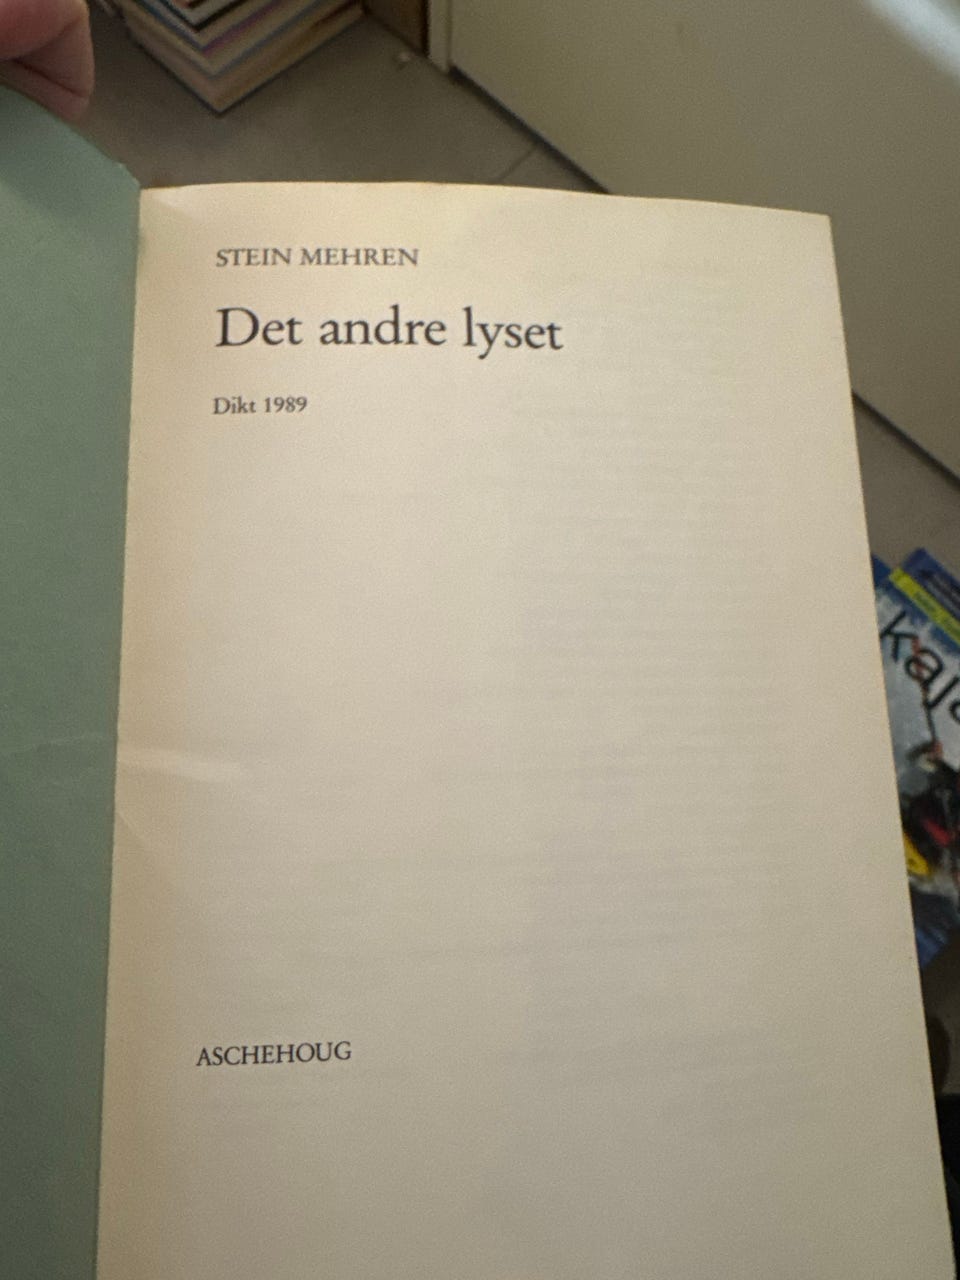 STEIN MEHREN
Det andre lyset
Dikt 1989
ASCHEHOUG